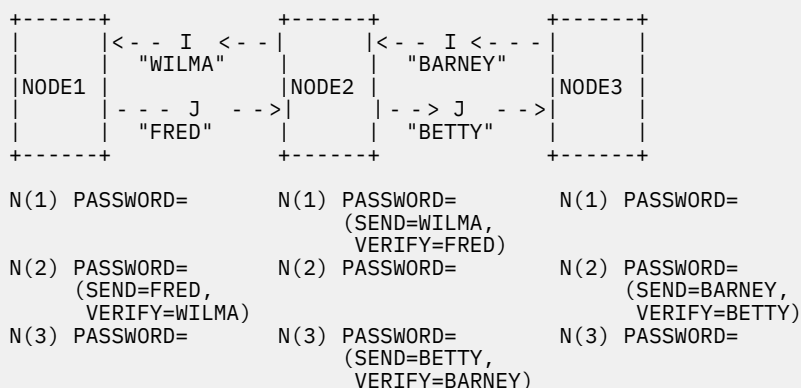 +------+                 +------+                 +------+
|      |<- - I  <- - |      |<- - I <- - - |      |
|      |  "WILMA"     |      |  "BARNEY"    |      |
|NODE1 |              |NODE2 |              |NODE3 |
|      |- - - J  - ->|      |- -> J   - ->|      |
|      |  "FRED"      |      |  "BETTY"     |      |
+------+                 +------+                 +------+
N(1) PASSWORD=      N(1) PASSWORD=      N(1) PASSWORD=
(SEND=WILMA,
VERIFY=FRED)
N(2) PASSWORD=      N(2) PASSWORD=      N(2) PASSWORD=
(SEND=FRED,      (SEND=BARNEY,
VERIFY=WILMA)      VERIFY=BETTY)
N(3) PASSWORD=      N(3) PASSWORD=      N(3) PASSWORD=
(SEND=BETTY,
VERIFY=BARNEY)